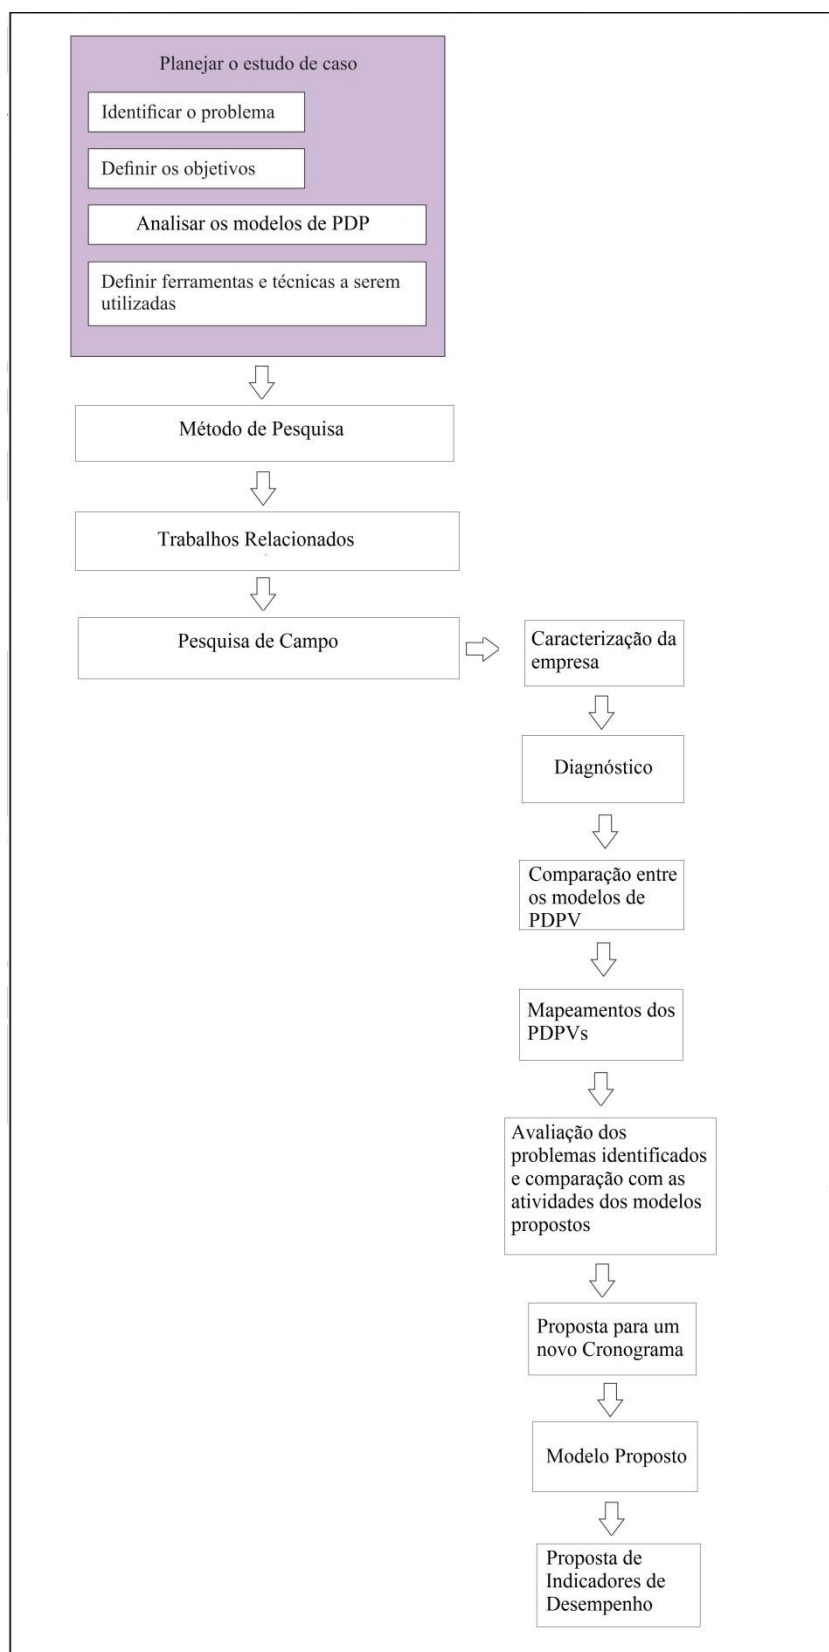 Planejar o estudo de caso
Identificar o problema
Definir os objetivos
Analisar os modelos de PDP
Definir ferramentas e técnicas a serem
utilizadas
Método de Pesquisa
Trabalhos Relacionados
Pesquisa de Campo
Caracterização da
empresa
Diagnóstico
Comparação entre
os modelos de
PDPV
Mapeamentos dos
PDPVs
Avaliação dos
problemas identificados
e comparação com as
atividades dos modelos
propostos
Proposta para um
novo Cronograma
Modelo Proposto
Proposta de
Indicadores de
Desempenho